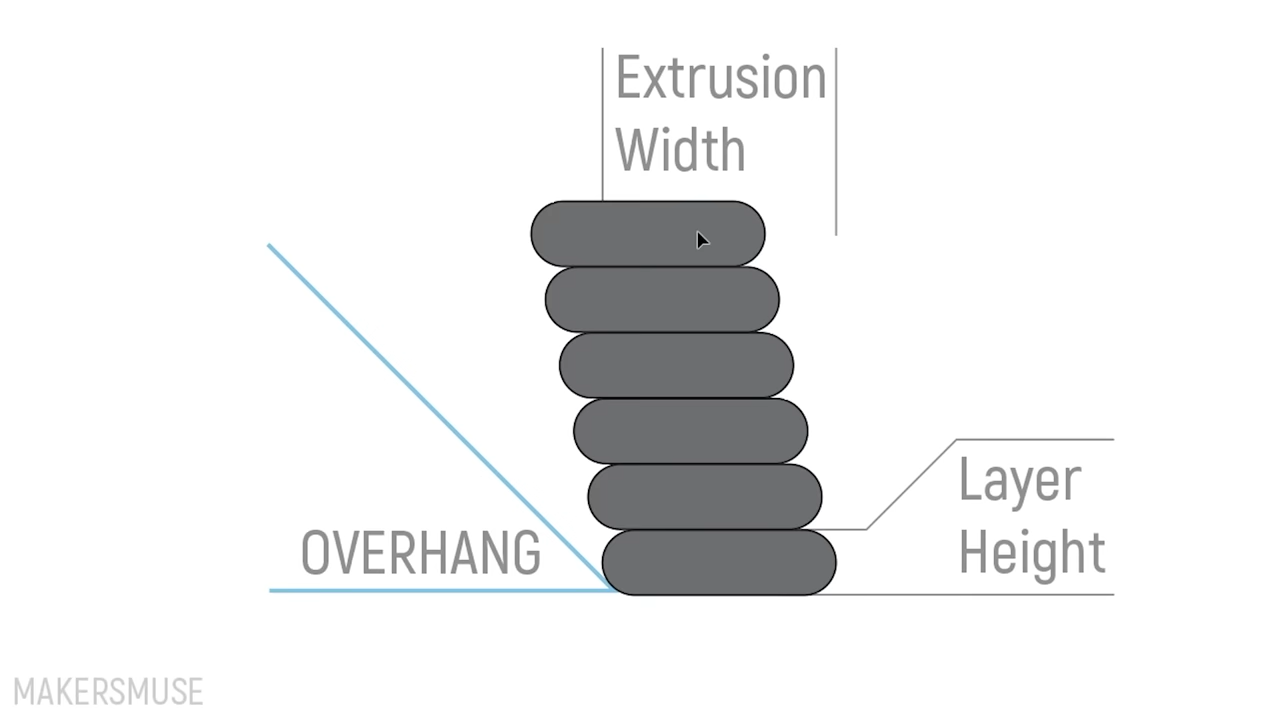 Extrusion
Width
Layer
Height
OVERHANG
MAKERSMUSE